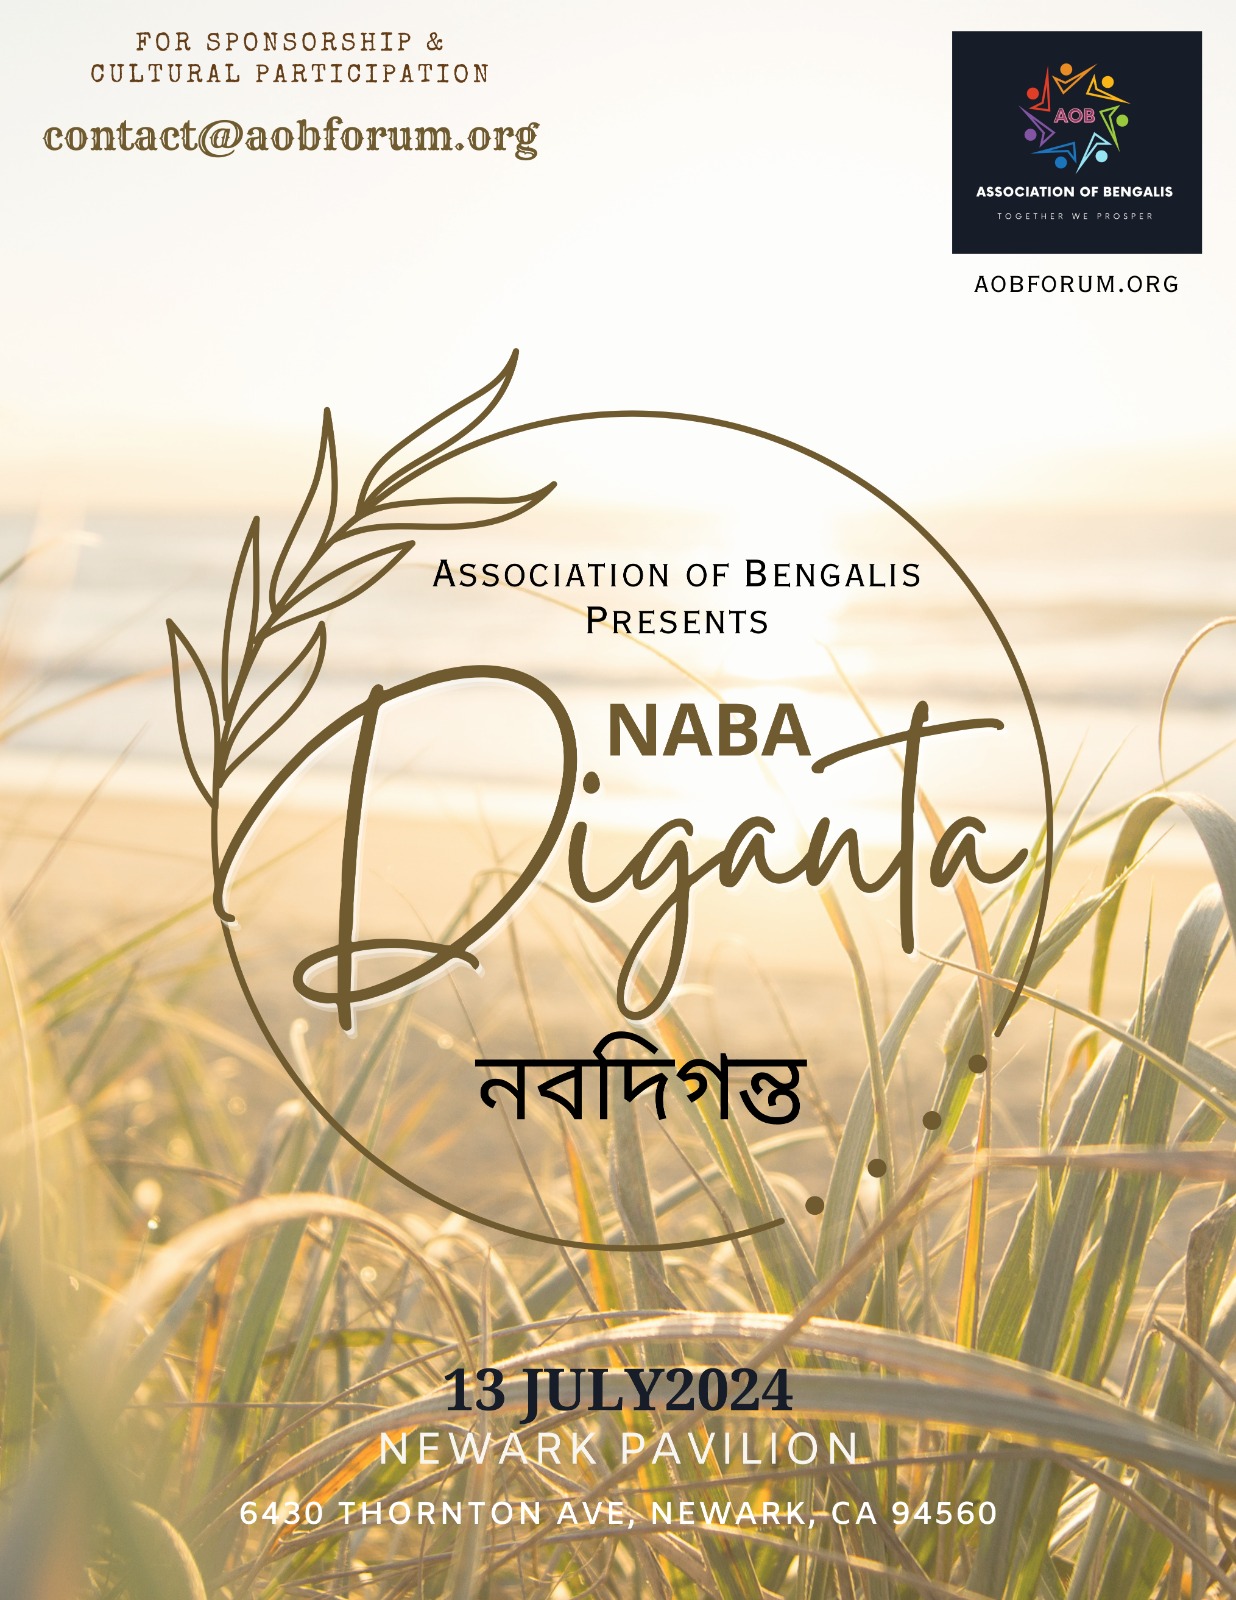 FOR SPONSORSHIP &
CULTURAL PARTICIPATION
contact@aobforum.org
AOB
ASSOCIATION OF BENGALIS
TOGETHER WE PROSPER
AOBFORUM.ORG
ASSOCIATION OF BENGALIS
PRESENTS
NABA
Diganta
নবদিগন্ত
13 JULY2024
NEWARK PAVILION
6430 THORNTON AVE, NEWARK, CA 94560